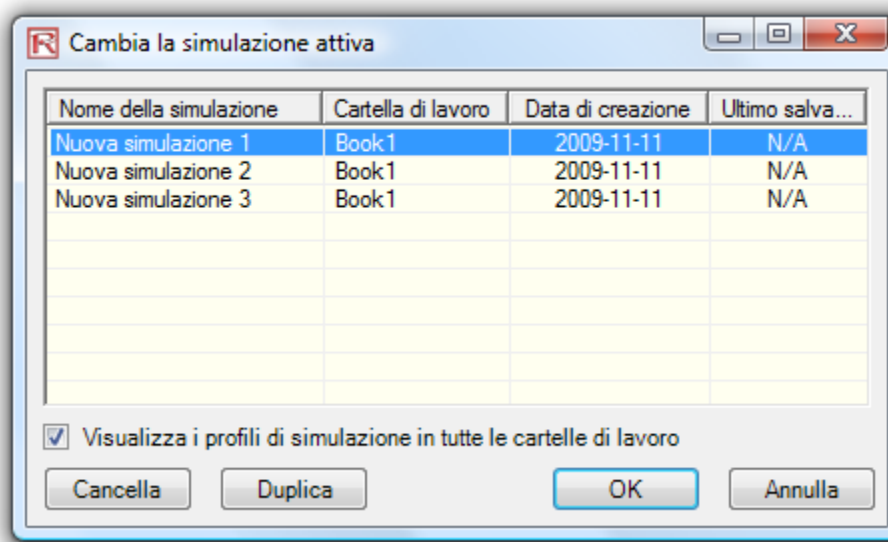 Cambia la simulazione attiva
Nome della simulazione Cartella di lavoro Data di creazione Ultimo salva...
Nuova simulazione 1 Book1 2009-11-11 N/A
Nuova simulazione 2 Book1 2009-11-11 N/A
Nuova simulazione 3 Book1 2009-11-11 N/A
Visualizza i profili di simulazione in tutte le cartelle di lavoro
Cancella Duplica OK Annulla